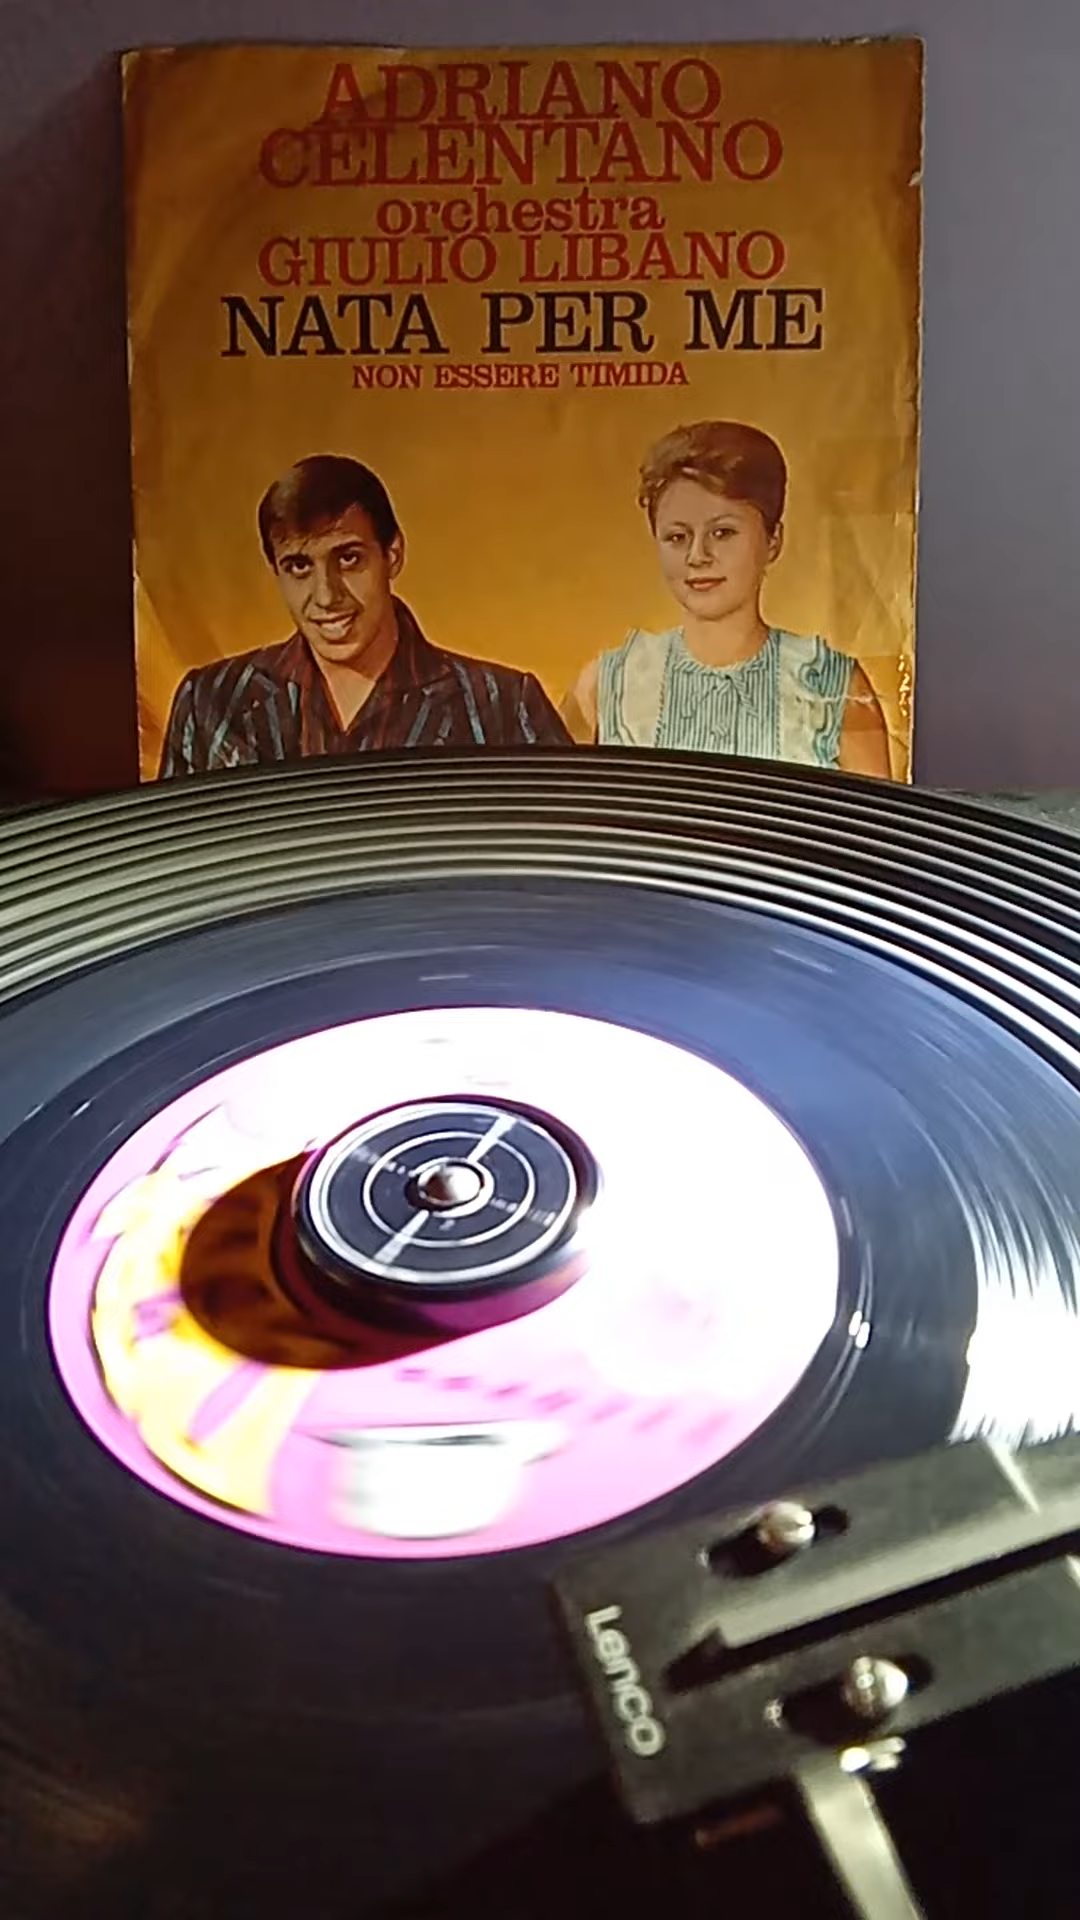 ADRIANO
CELENTANO
orchestra
GIULIO LIBANO
NATA PER ME
NON ESSERE TIMIDA
Lenco